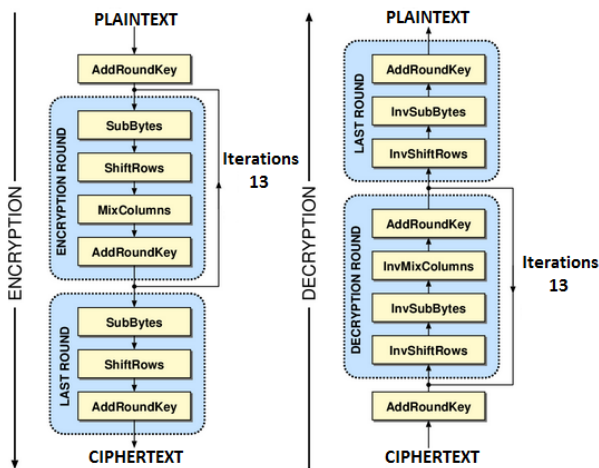 PLAINTEXT
AddRoundKey
SubBytes
ShiftRows
MixColumns
AddRoundKey
ENCRYPTION ROUND
Iterations
13
SubBytes
ShiftRows
AddRoundKey
LAST ROUND
CIPHERTEXT
ENCRYPTION
PLAINTEXT
AddRoundKey
InvSubBytes
InvShiftRows
LAST ROUND
AddRoundKey
InvMixColumns
InvSubBytes
InvShiftRows
DECRYPTION ROUND
Iterations
13
AddRoundKey
CIPHERTEXT
DECRYPTION